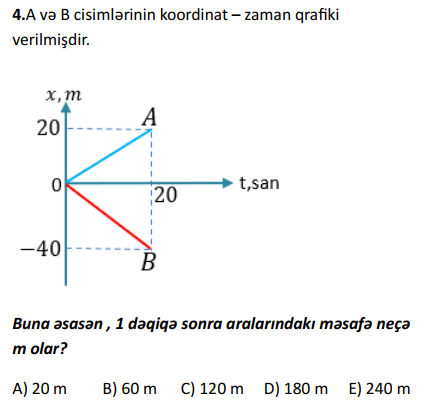 4.A və B cisimlərinin koordinat – zaman qrafiki
verilmişdir.
x,m
20
A
0
20
t,san
−40
B
Buna əsasən , 1 dəqiqə sonra aralarındakı məsafə neçə
m olar?
A) 20 m B) 60 m C) 120 m D) 180 m E) 240 m